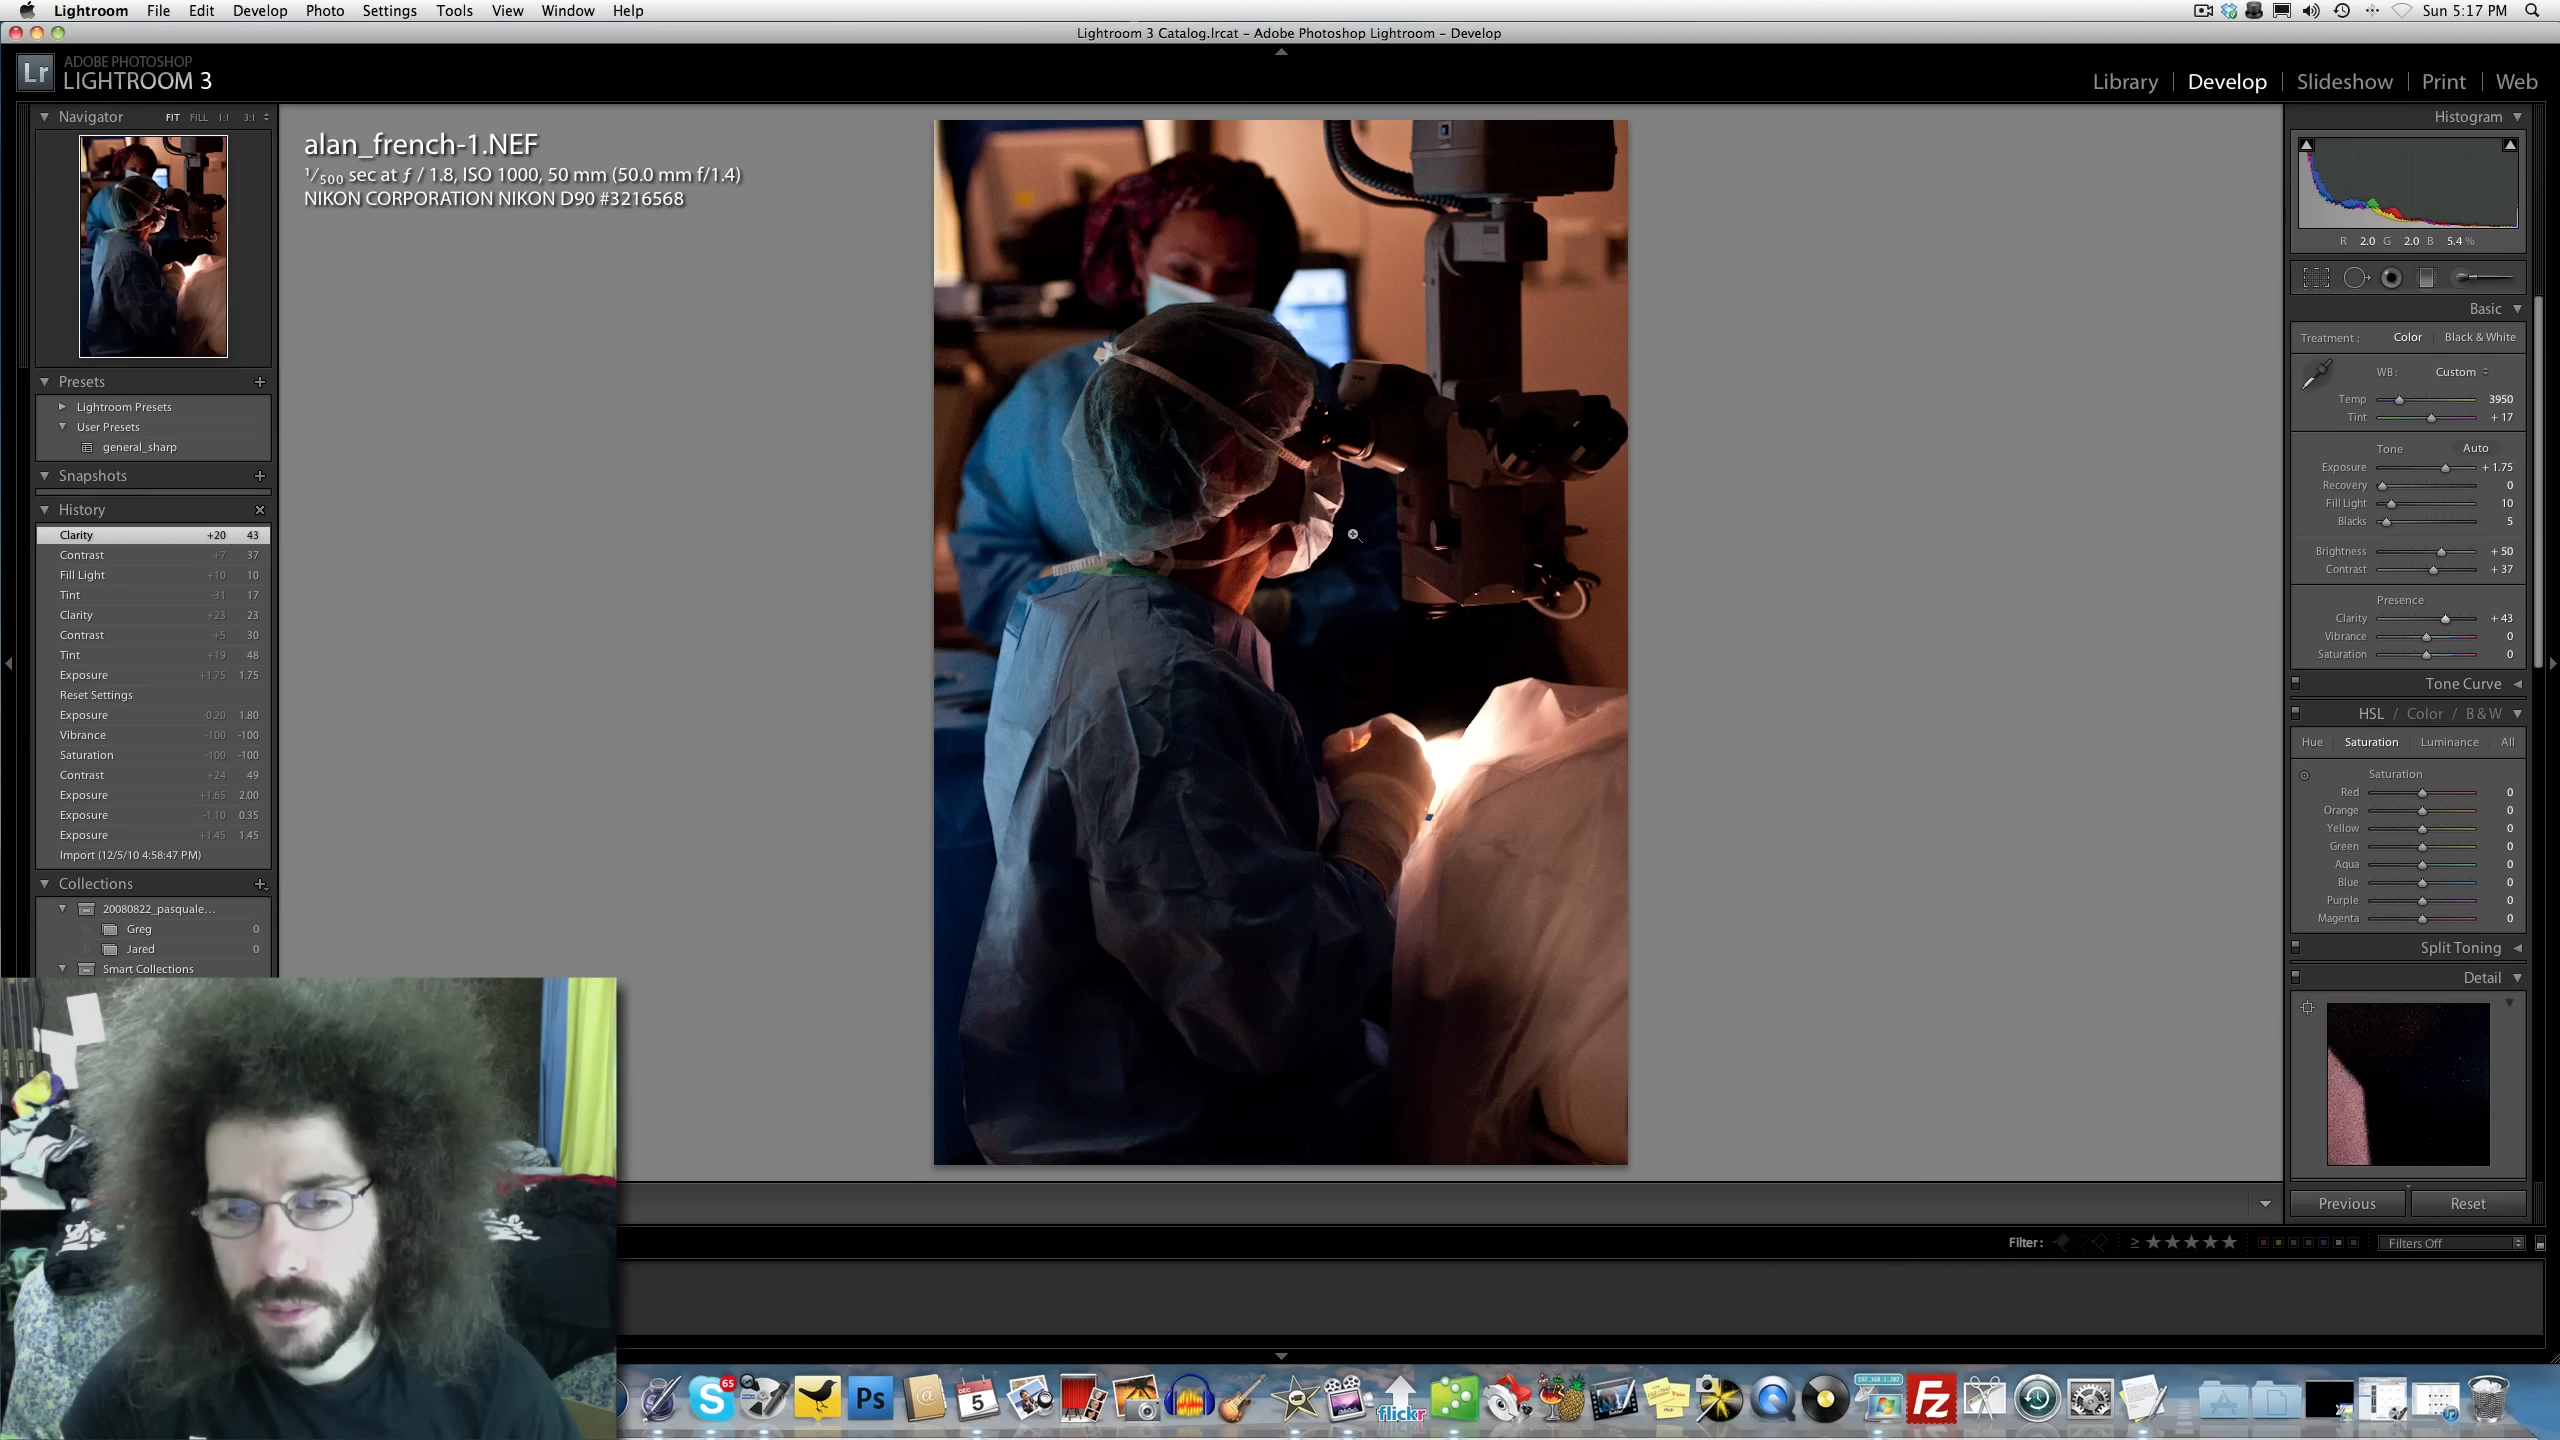 Lightroom File Edit Develop Photo Settings Tools View Window Help
Sun 5:17 PM
Lightroom 3 Catalog.lrcat – Adobe Photoshop Lightroom – Develop
Lr
ADOBE PHOTOSHOP
LIGHTROOM 3
Library | Develop | Slideshow | Print | Web
Navigator FIT FILL 1:1 3:1
Presets
Lightroom Presets
User Presets
general_sharp
Snapshots
History
Clarity +20 43
Contrast +7 37
Fill Light +10 10
Tint -31 17
Clarity +23 23
Contrast +5 30
Tint +19 48
Exposure +1.75 1.75
Reset Settings
Exposure -0.20 1.80
Vibrance -100 -100
Saturation -100 -100
Contrast +24 49
Exposure +1.65 2.00
Exposure -1.10 0.35
Exposure +1.45 1.45
Import (12/5/10 4:58:47 PM)
Collections
20080822_pasquale...
Greg 0
Jared 0
Smart Collections
alan_french-1.NEF
1/500 sec at ƒ / 1.8, ISO 1000, 50 mm (50.0 mm f/1.4)
NIKON CORPORATION NIKON D90 #3216568
Histogram
R 2.0 G 2.0 B 5.4 %
Basic
Treatment : Color Black & White
WB : Custom
Temp 3950
Tint + 17
Tone Auto
Exposure + 1.75
Recovery 0
Fill Light 10
Blacks 5
Brightness + 50
Contrast + 37
Presence
Clarity + 43
Vibrance 0
Saturation 0
Tone Curve
HSL / Color / B & W
Hue Saturation Luminance All
Saturation
Red 0
Orange 0
Yellow 0
Green 0
Aqua 0
Blue 0
Purple 0
Magenta 0
Split Toning
Detail
Previous Reset
Filter : ≥ ★★★★★ Filters Off
65
Ps
DEC
5
flickr
192.168.1.202
Fz